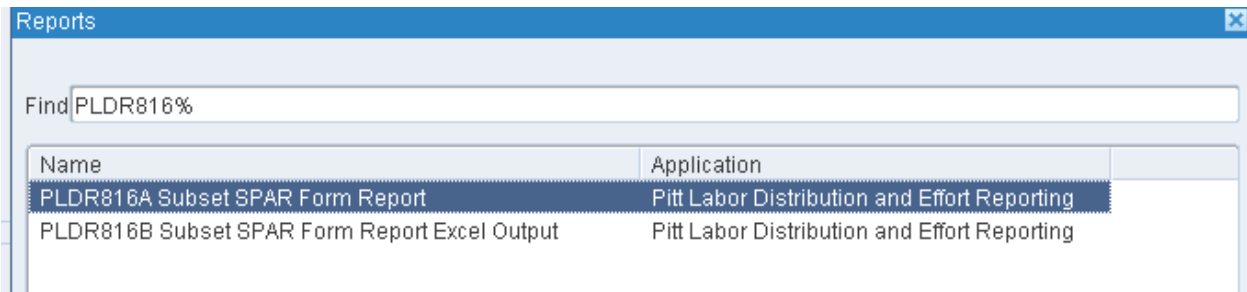 Reports
Find PLDR816%
Name Application
PLDR816A Subset SPAR Form Report Pitt Labor Distribution and Effort Reporting
PLDR816B Subset SPAR Form Report Excel Output Pitt Labor Distribution and Effort Reporting